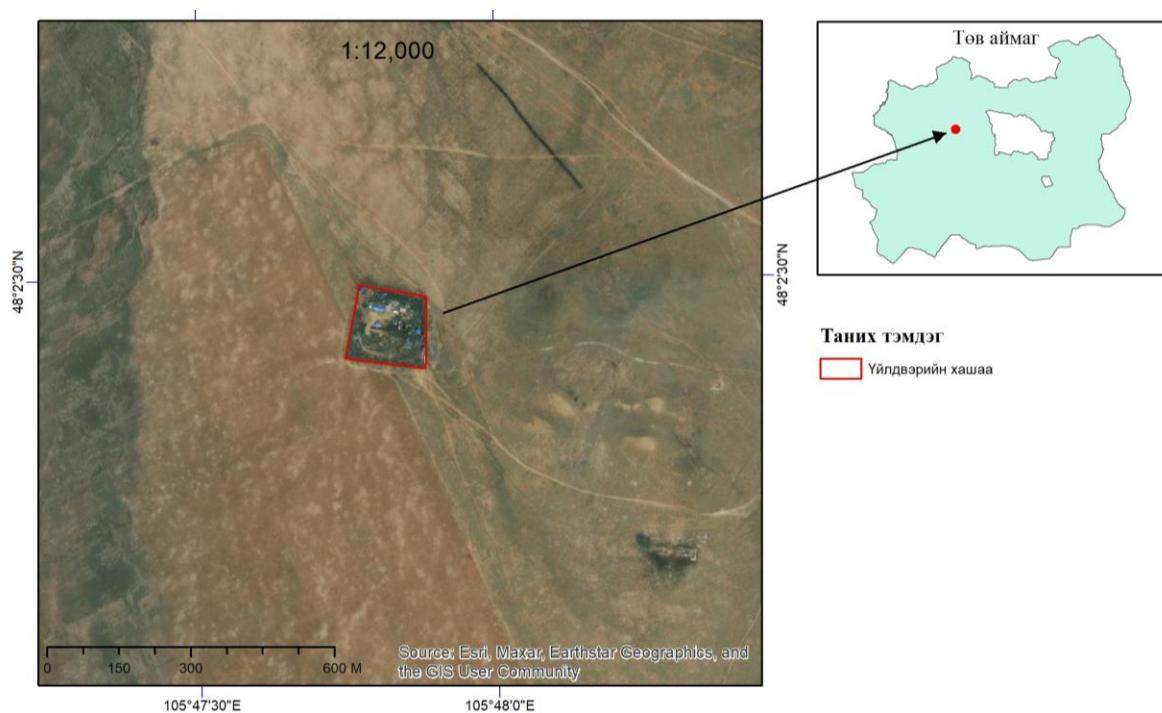 1:12,000
Төв аймаг
48°2'30"N
48°2'30"N
Таних тэмдэг
Үйлдвэрийн хашаа
0 150 300 600 M
Source: Esri, Maxar, Earthstar Geographics, and
the GIS User Community
105°47'30"E
105°48'0"E